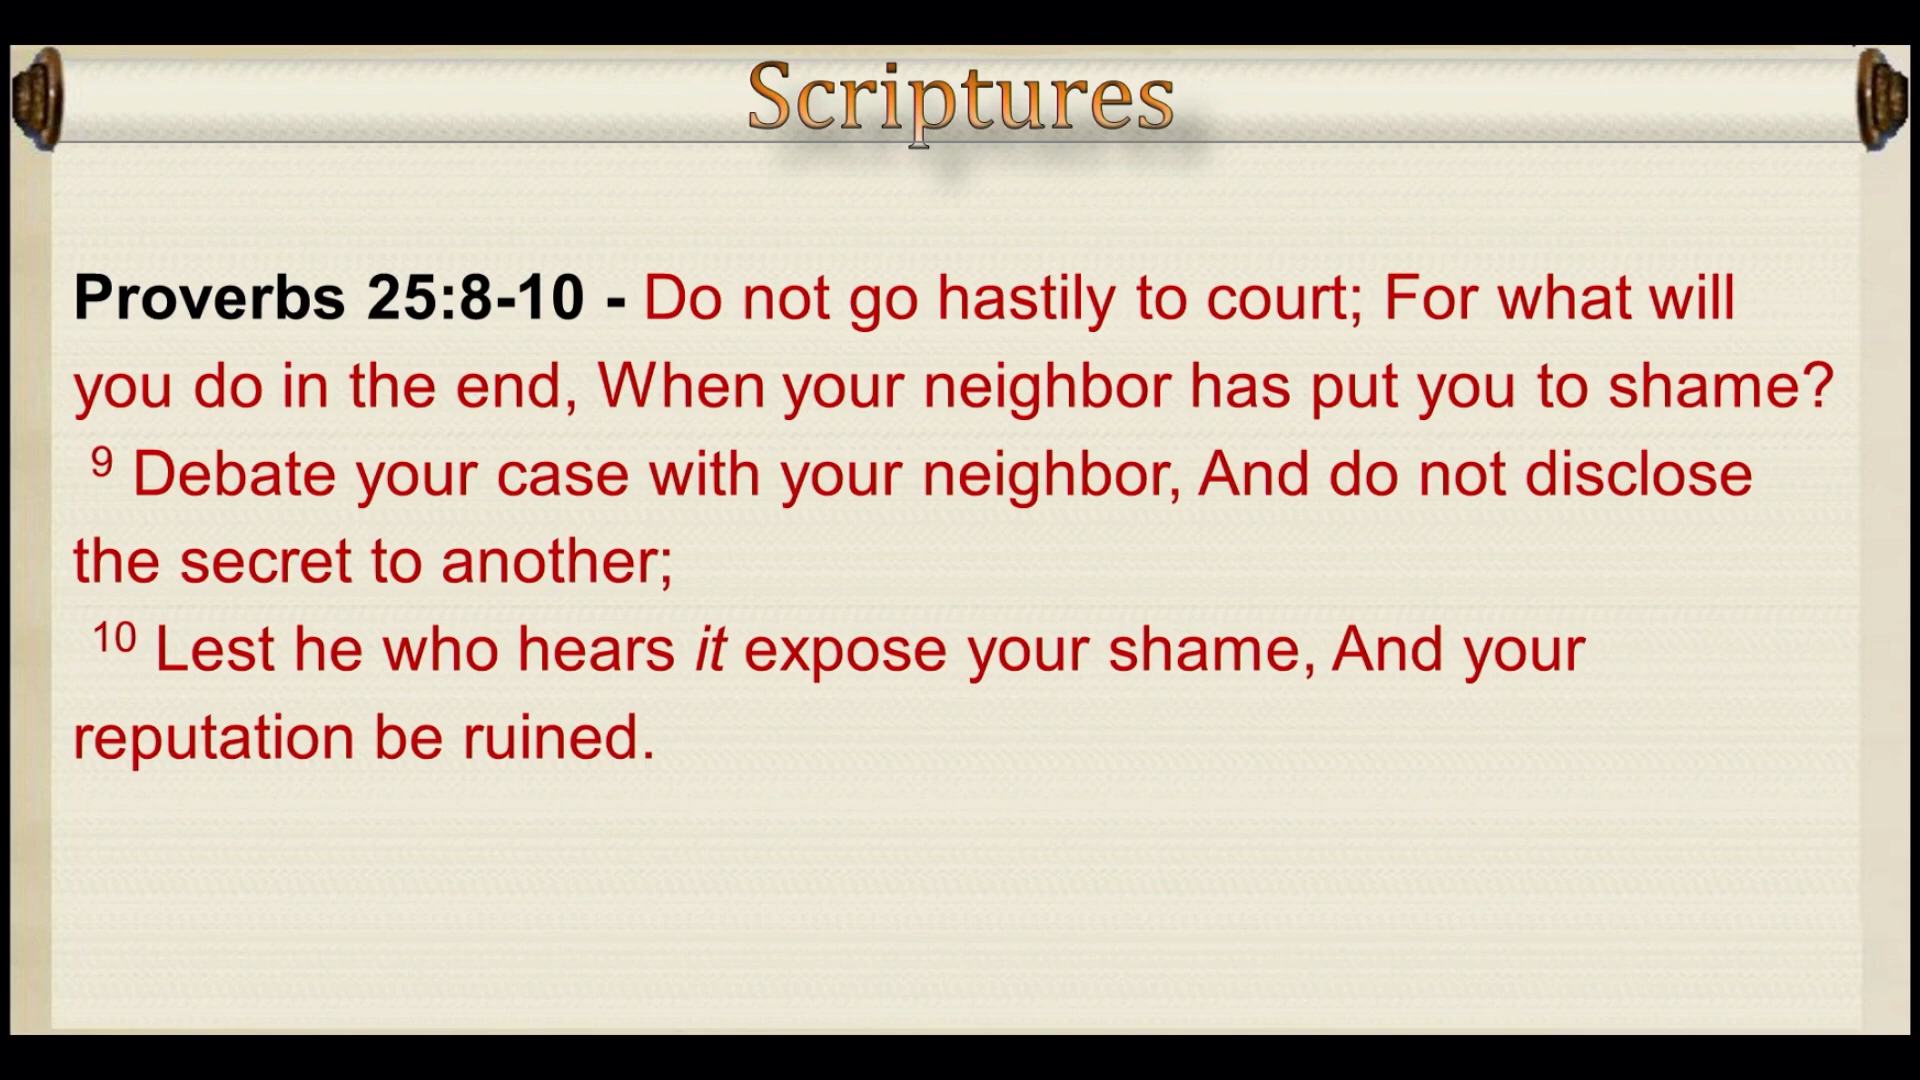 Scriptures
Proverbs 25:8-10 - Do not go hastily to court; For what will
you do in the end, When your neighbor has put you to shame?
9 Debate your case with your neighbor, And do not disclose
the secret to another;
10 Lest he who hears it expose your shame, And your
reputation be ruined.